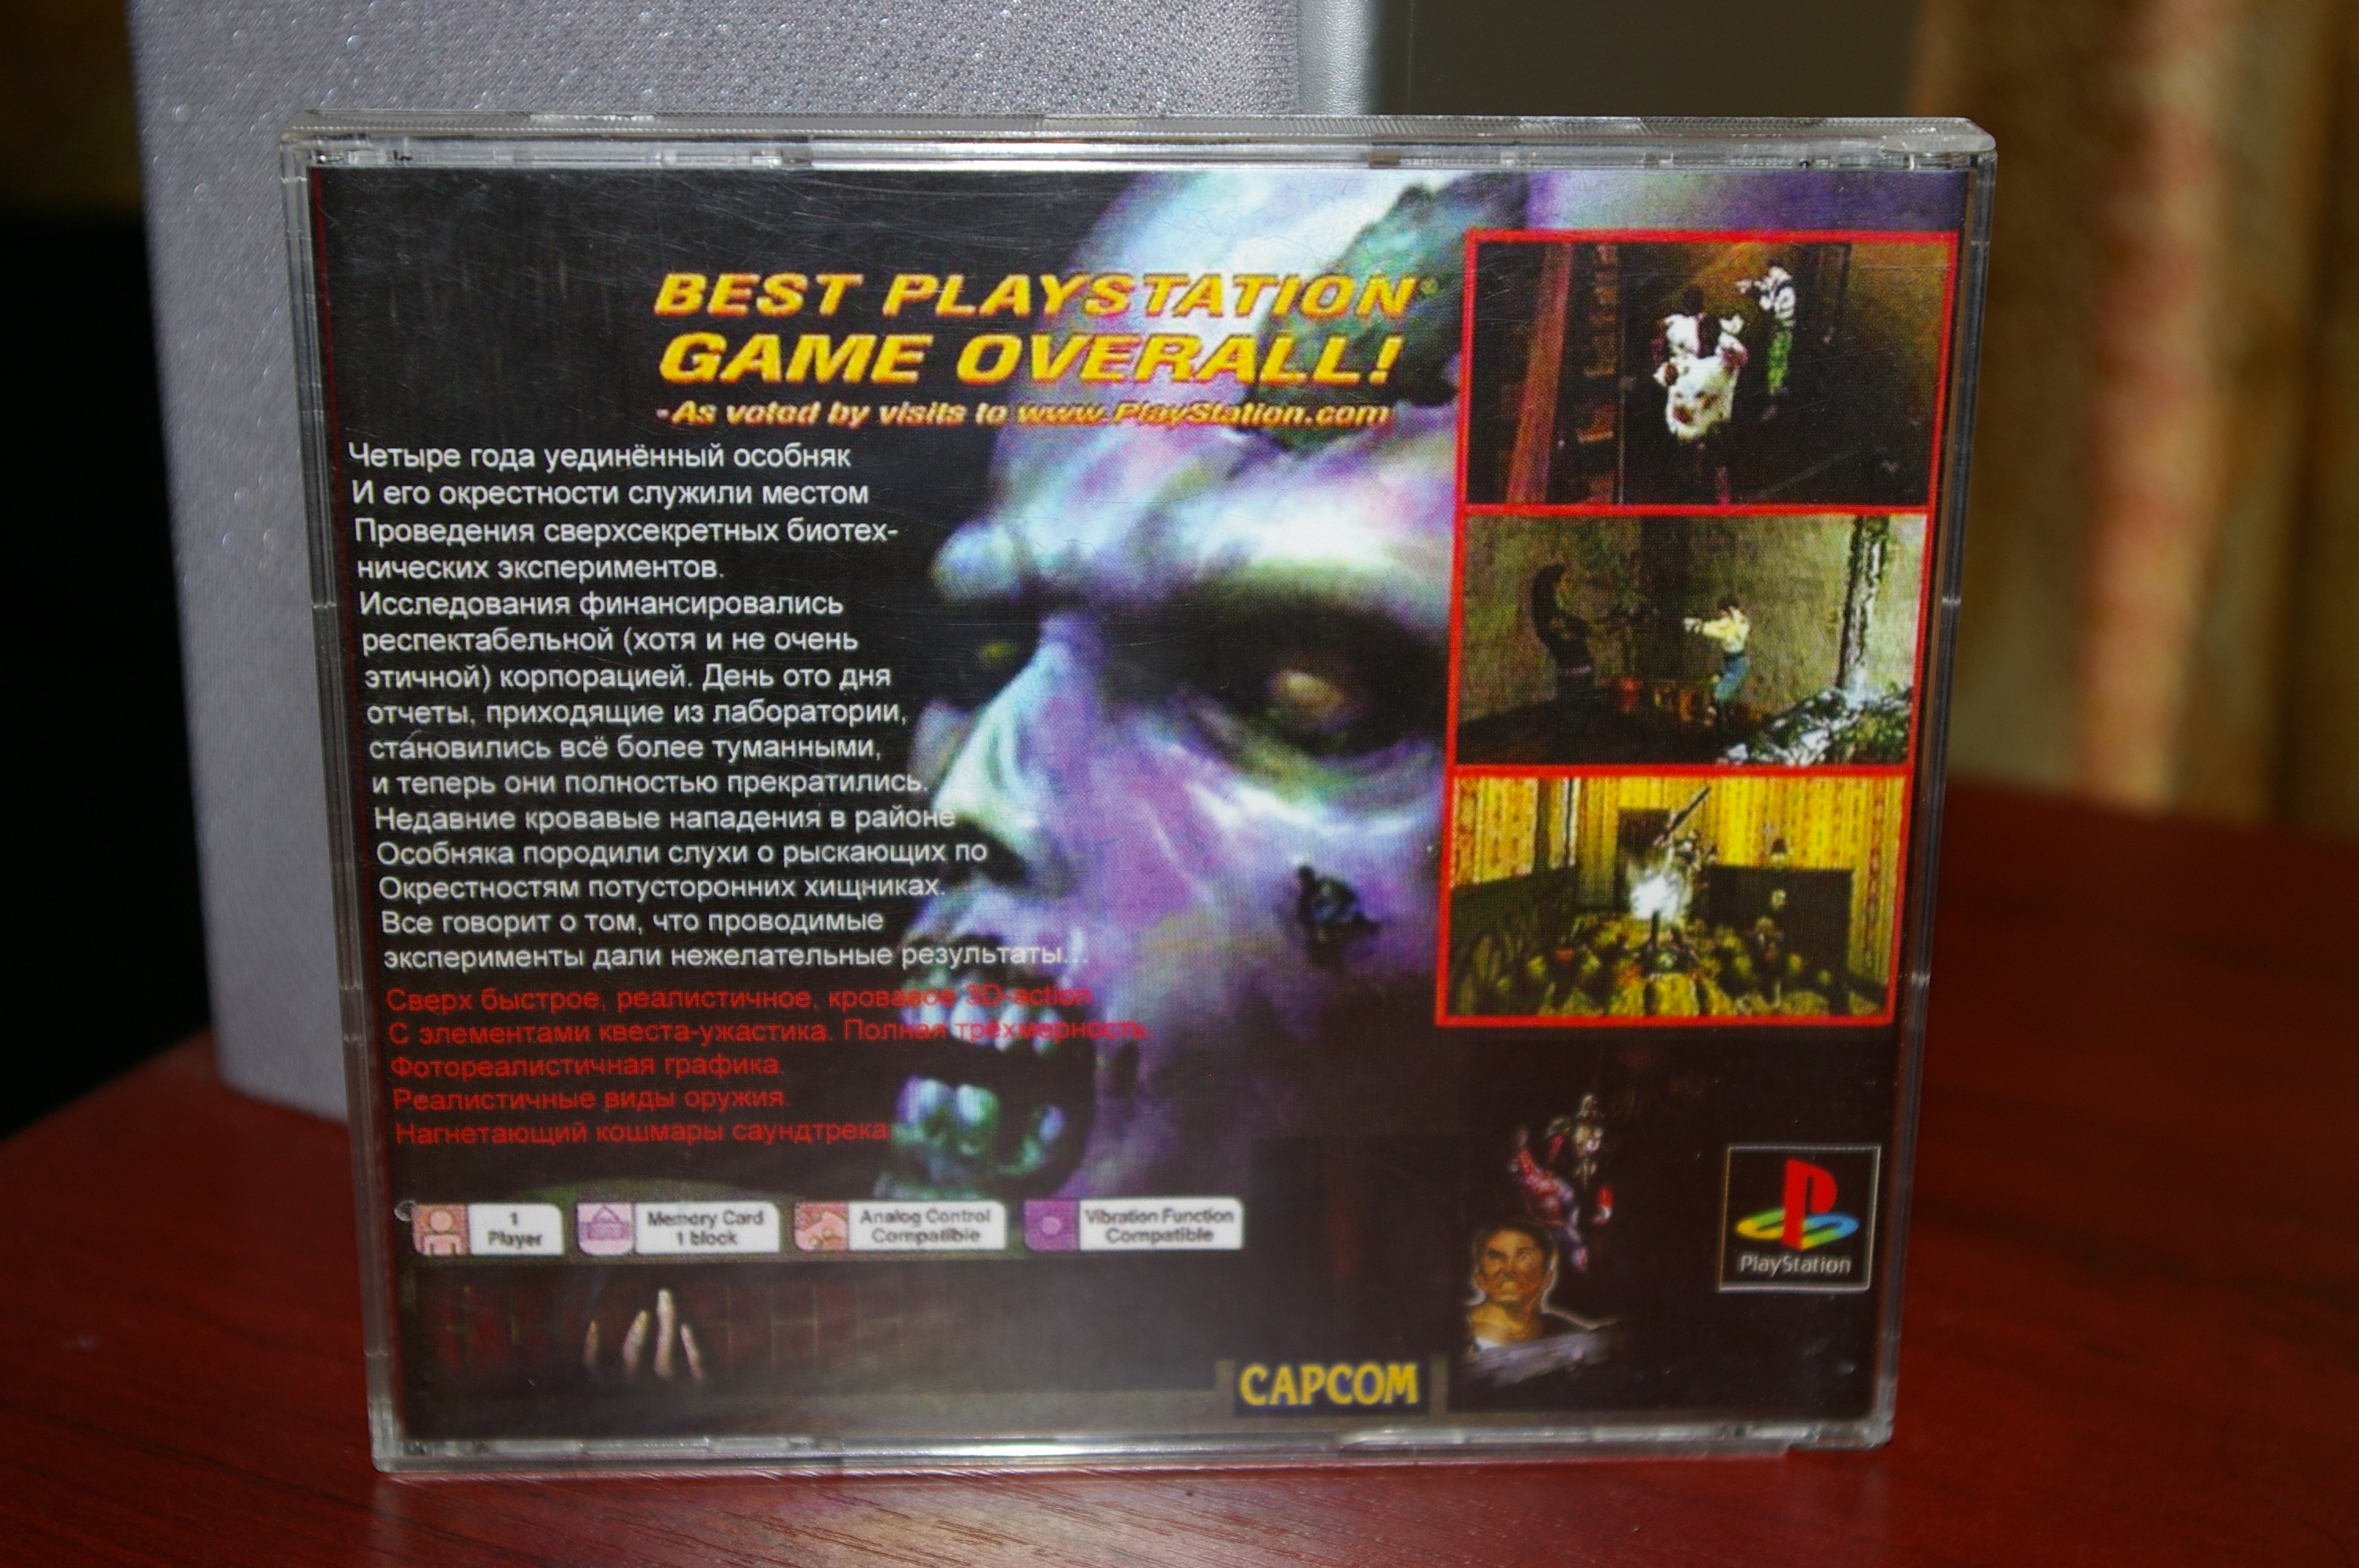 BEST PLAYSTATION®
GAME OVERALL!
-As voted by visits to www.PlayStation.com
Четыре года уединённый особняк
И его окрестности служили местом
Проведения сверхсекретных биотех-
нических экспериментов.
Исследования финансировались
респектабельной (хотя и не очень
этичной) корпорацией. День ото дня
отчеты, приходящие из лаборатории,
становились всё более туманными,
и теперь они полностью прекратились.
Недавние кровавые нападения в районе
Особняка породили слухи о рыскающих по
Окрестностям потусторонних хищниках.
Все говорит о том, что проводимые
эксперименты дали нежелательные результаты...
Сверх быстрое, реалистичное, кровавое 3D-action
С элементами квеста-ужастика. Полная трёхмерность.
Фотореалистичная графика.
Реалистичные виды оружия.
Нагнетающий кошмары саундтрека.
1
Player
Memory Card
1 block
Analog Control
Compatible
Vibration Function
Compatible
PlayStation
CAPCOM